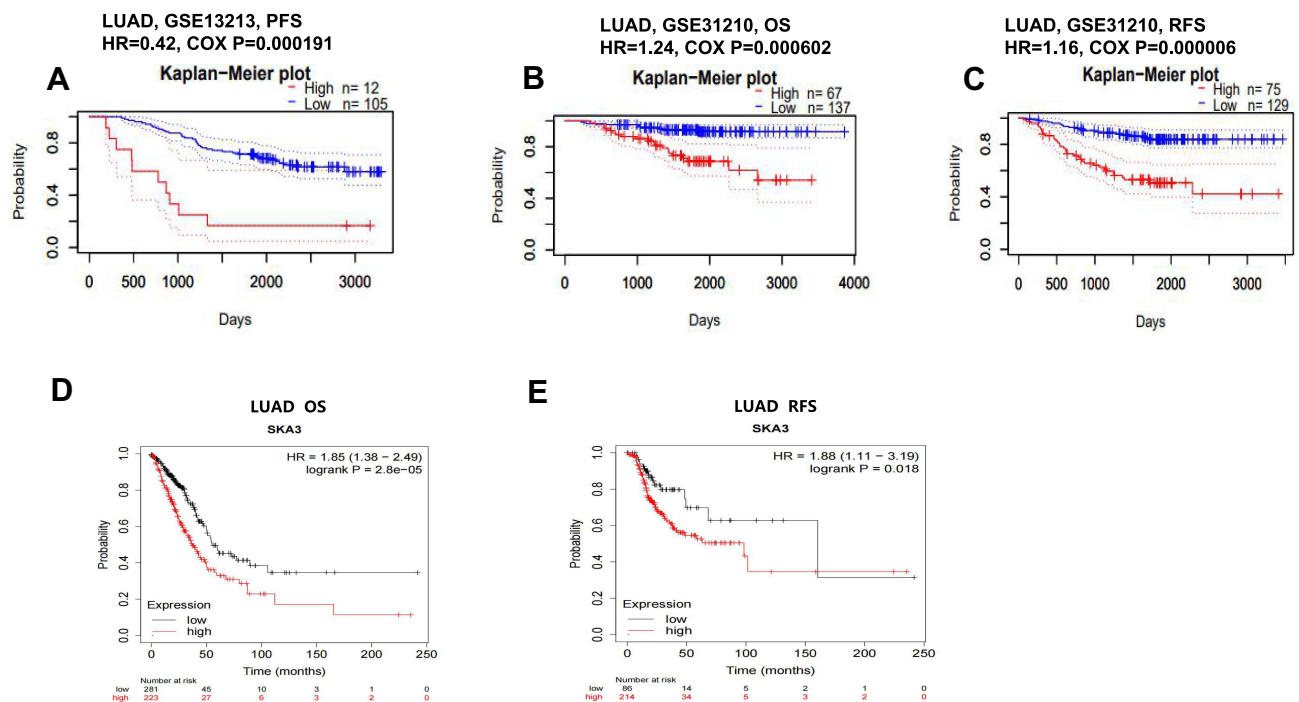 LUAD, GSE13213, PFS
HR=0.42, COX P=0.000191
A
Kaplan-Meier plot
High n= 12
Low n= 105
Probability
0.0 0.4 0.8
0 500 1000 2000 3000
Days
LUAD, GSE31210, OS
HR=1.24, COX P=0.000602
B
Kaplan-Meier plot
High n= 67
Low n= 137
Probability
0.0 0.4 0.8
0 1000 2000 3000 4000
Days
LUAD, GSE31210, RFS
HR=1.16, COX P=0.000006
C
Kaplan-Meier plot
High n= 75
Low n= 129
Probability
0.0 0.4 0.8
0 500 1000 2000 3000
Days
D
LUAD OS
SKA3
HR = 1.85 (1.38 − 2.49)
logrank P = 2.8e−05
Probability
0.0 0.2 0.4 0.6 0.8 1.0
Expression
low
high
0 50 100 150 200 250
Time (months)
Number at risk
low 281 45 10 3 1 0
high 223 27 6 3 2 0
E
LUAD RFS
SKA3
HR = 1.88 (1.11 − 3.19)
logrank P = 0.018
Probability
0.0 0.2 0.4 0.6 0.8 1.0
Expression
low
high
0 50 100 150 200 250
Time (months)
Number at risk
low 86 14 5 2 1 0
high 214 34 5 3 2 0